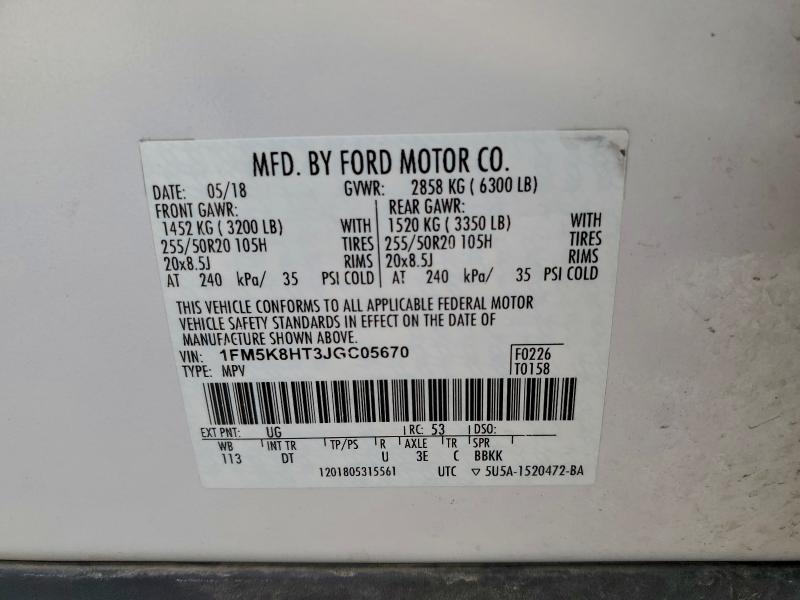 MFD. BY FORD MOTOR CO.
DATE: 05/18 GVWR: 2858 KG ( 6300 LB)
FRONT GAWR: REAR GAWR:
1452 KG ( 3200 LB) WITH 1520 KG ( 3350 LB) WITH
255/50R20 105H TIRES 255/50R20 105H TIRES
20x8.5J RIMS 20x8.5J RIMS
AT 240 kPa/ 35 PSI COLD AT 240 kPa/ 35 PSI COLD
THIS VEHICLE CONFORMS TO ALL APPLICABLE FEDERAL MOTOR
VEHICLE SAFETY STANDARDS IN EFFECT ON THE DATE OF
MANUFACTURE SHOWN ABOVE.
VIN: 1FM5K8HT3JGC05670 F0226
TYPE: MPV T0158
EXT PNT: UG RC: 53 DSO:
WB INT TR TP/PS R AXLE TR SPR
113 DT U 3E C BBKK
1201805315561 UTC ▽ 5U5A-1520472-BA